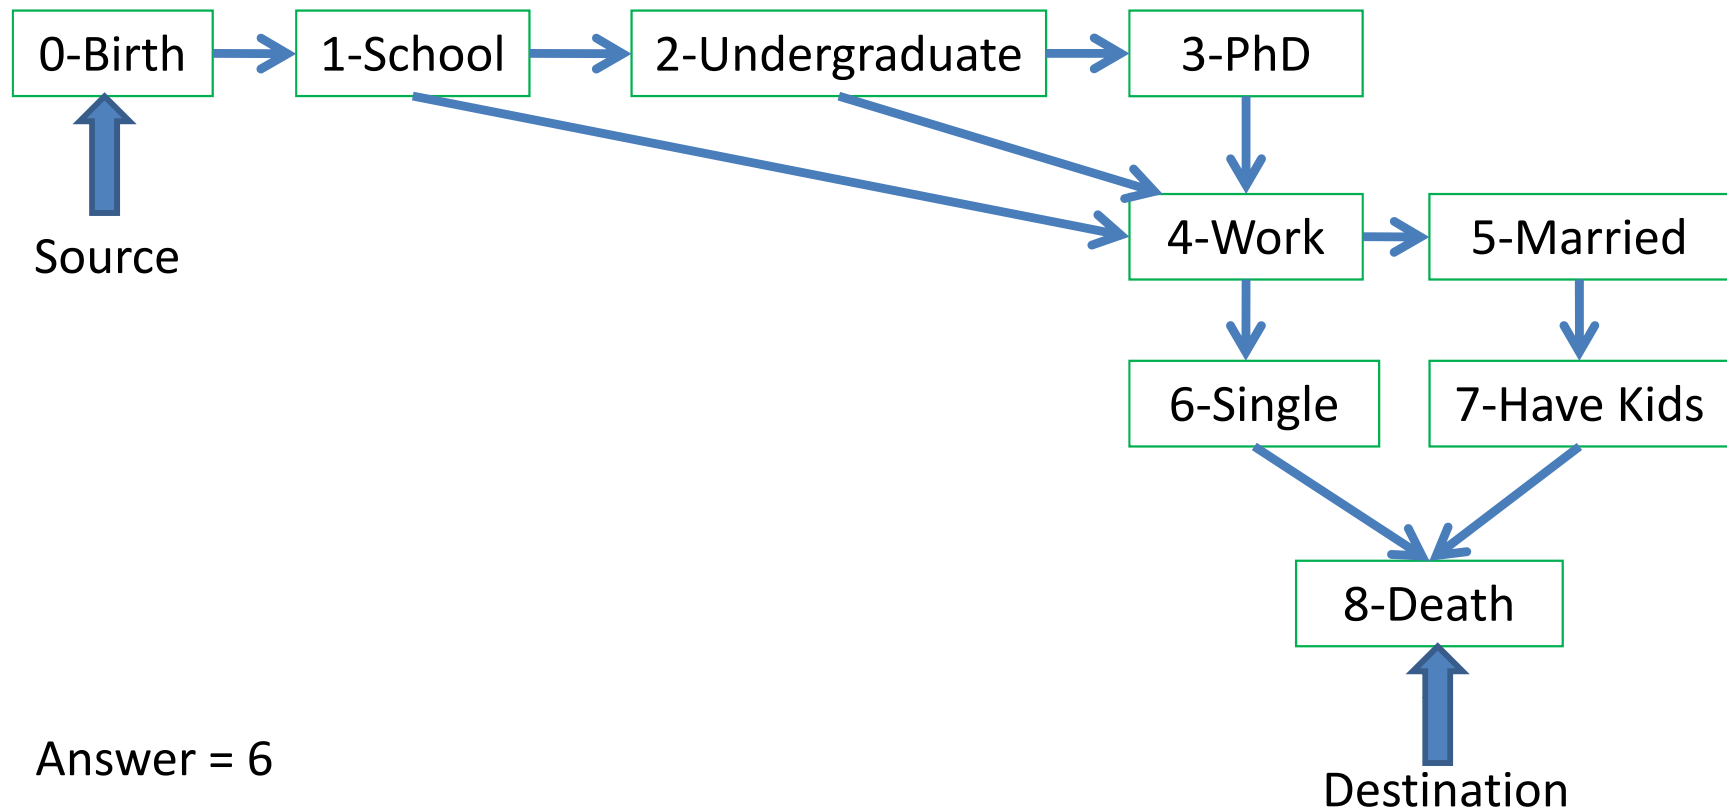 0-Birth
1-School
2-Undergraduate
3-PhD
Source
4-Work
5-Married
6-Single
7-Have Kids
8-Death
Answer = 6
Destination